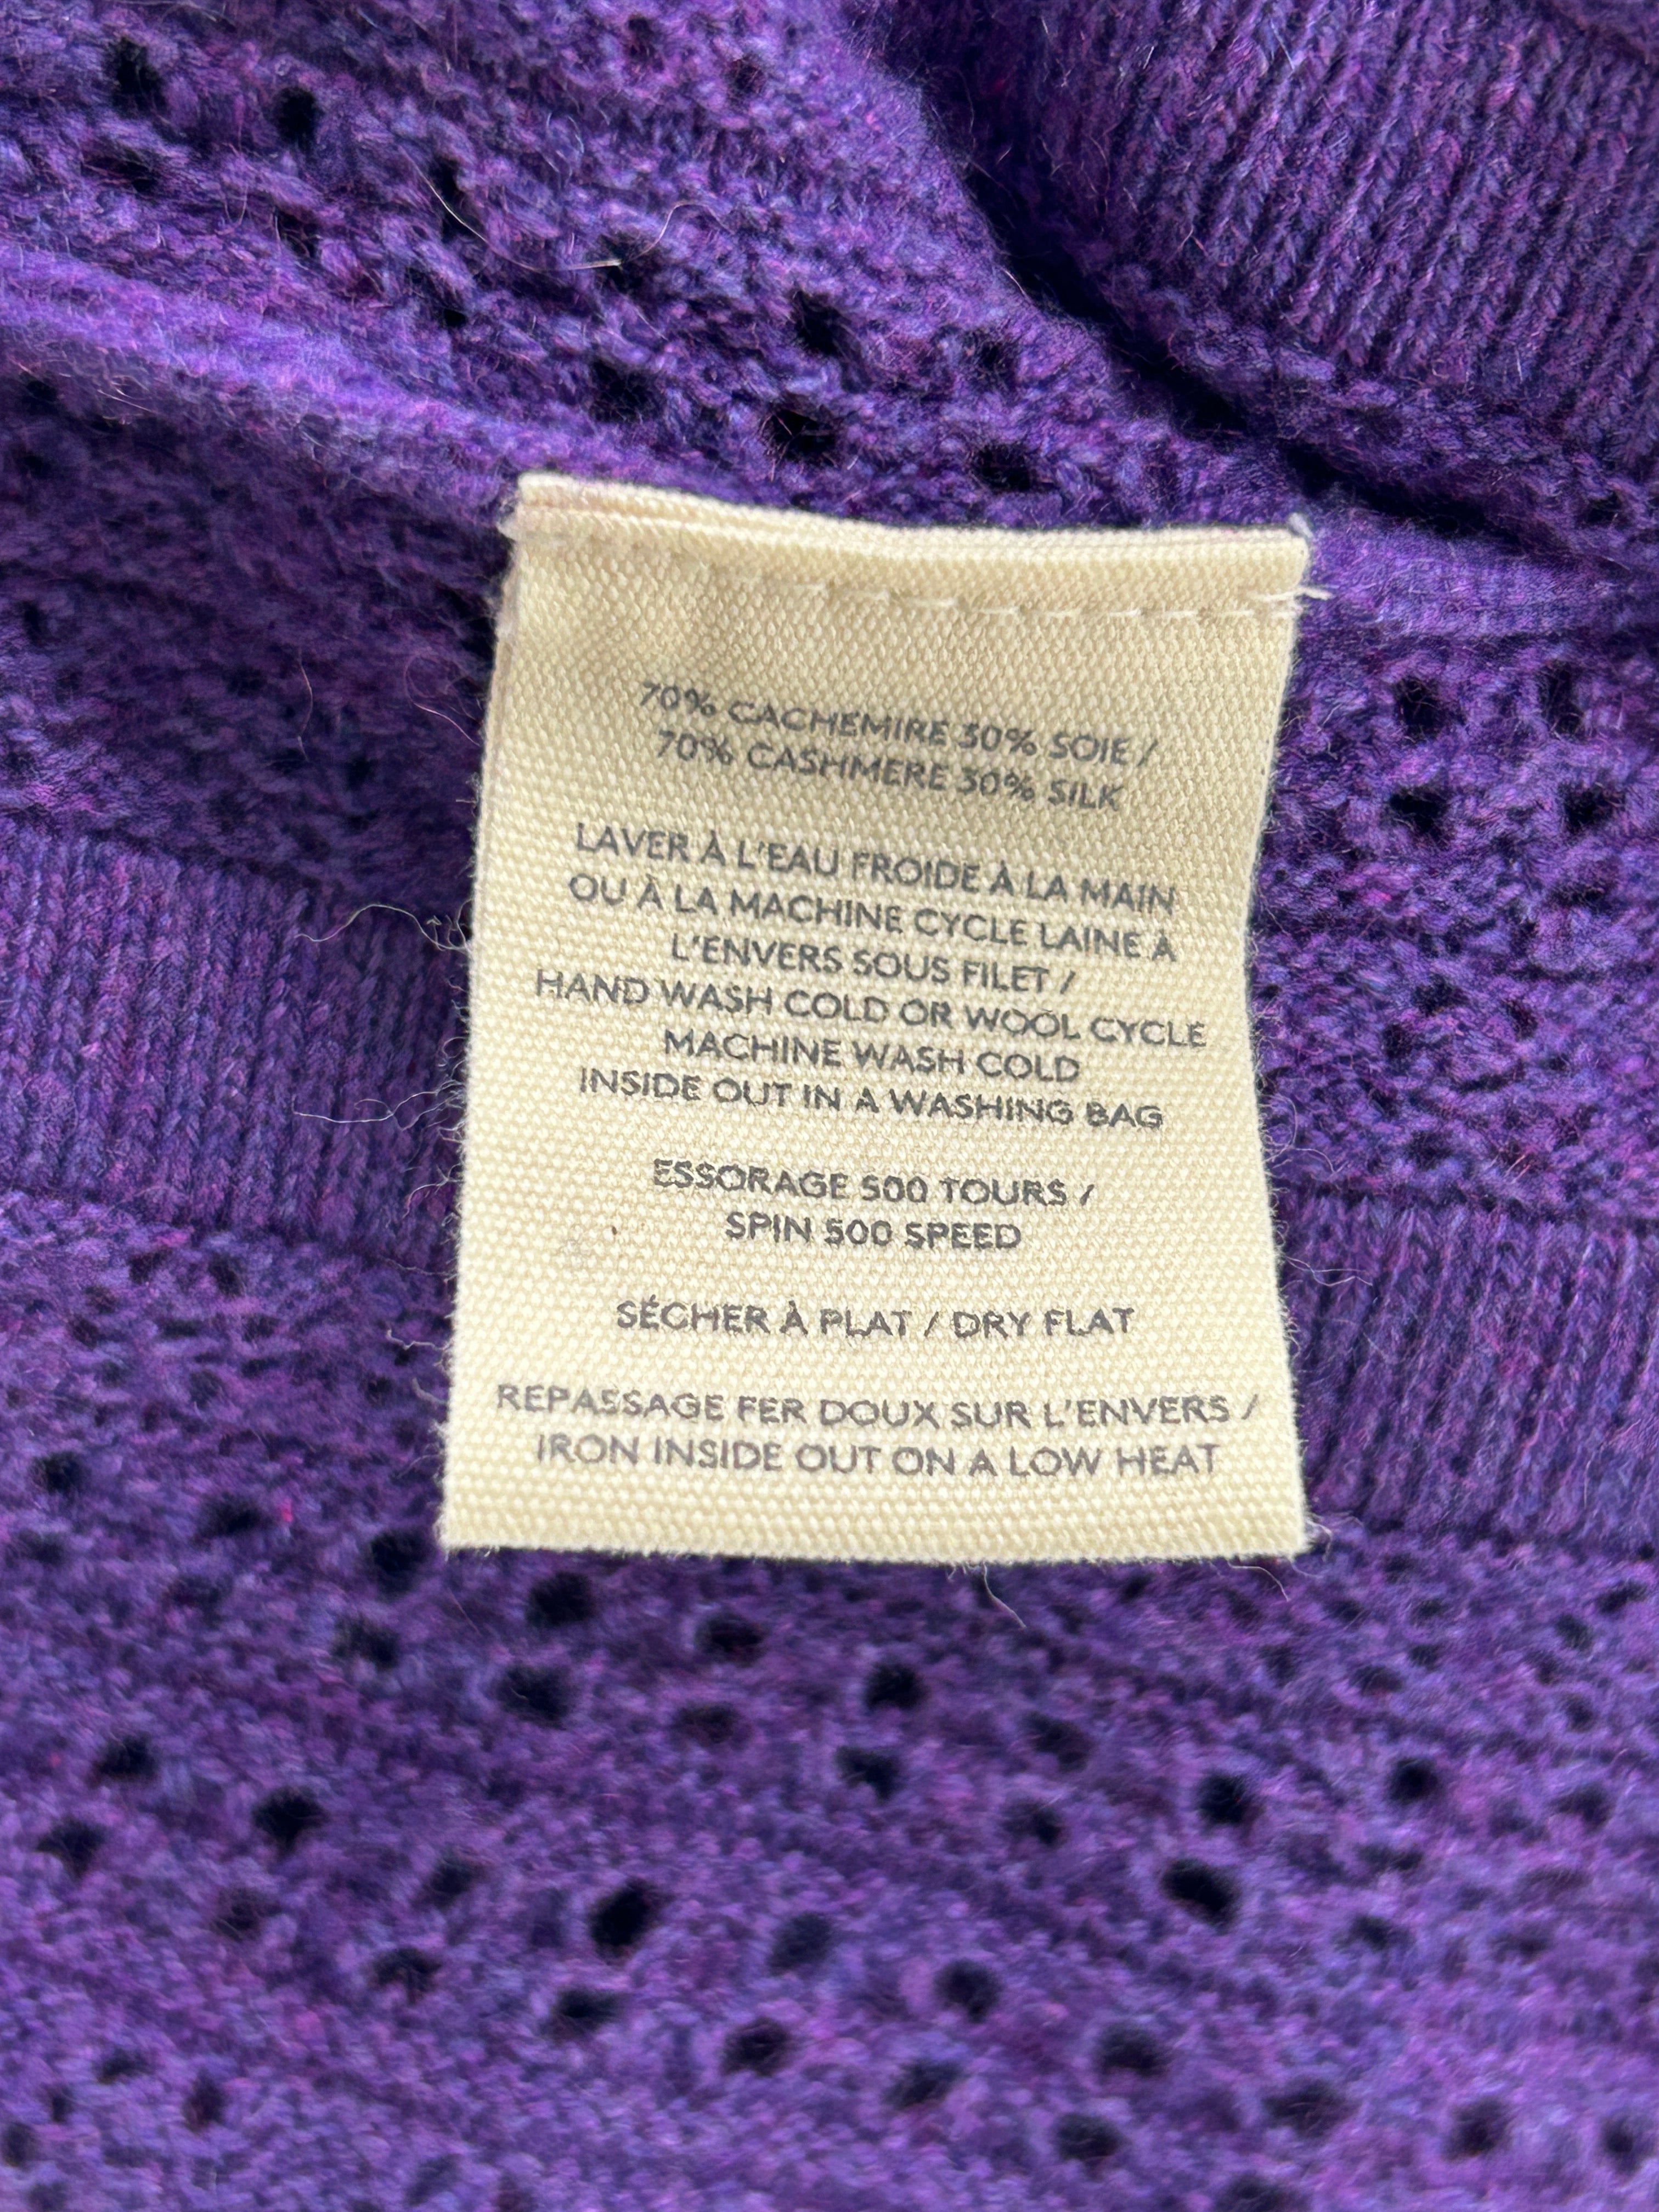 70% CACHEMIRE 30% SOIE /
70% CASHMERE 30% SILK
LAVER À L'EAU FROIDE À LA MAIN
OU À LA MACHINE CYCLE LAINE À
L'ENVERS SOUS FILET /
HAND WASH COLD OR WOOL CYCLE
MACHINE WASH COLD
INSIDE OUT IN A WASHING BAG
ESSORAGE 500 TOURS /
SPIN 500 SPEED
SÉCHER À PLAT / DRY FLAT
REPASSAGE FER DOUX SUR L'ENVERS /
IRON INSIDE OUT ON A LOW HEAT